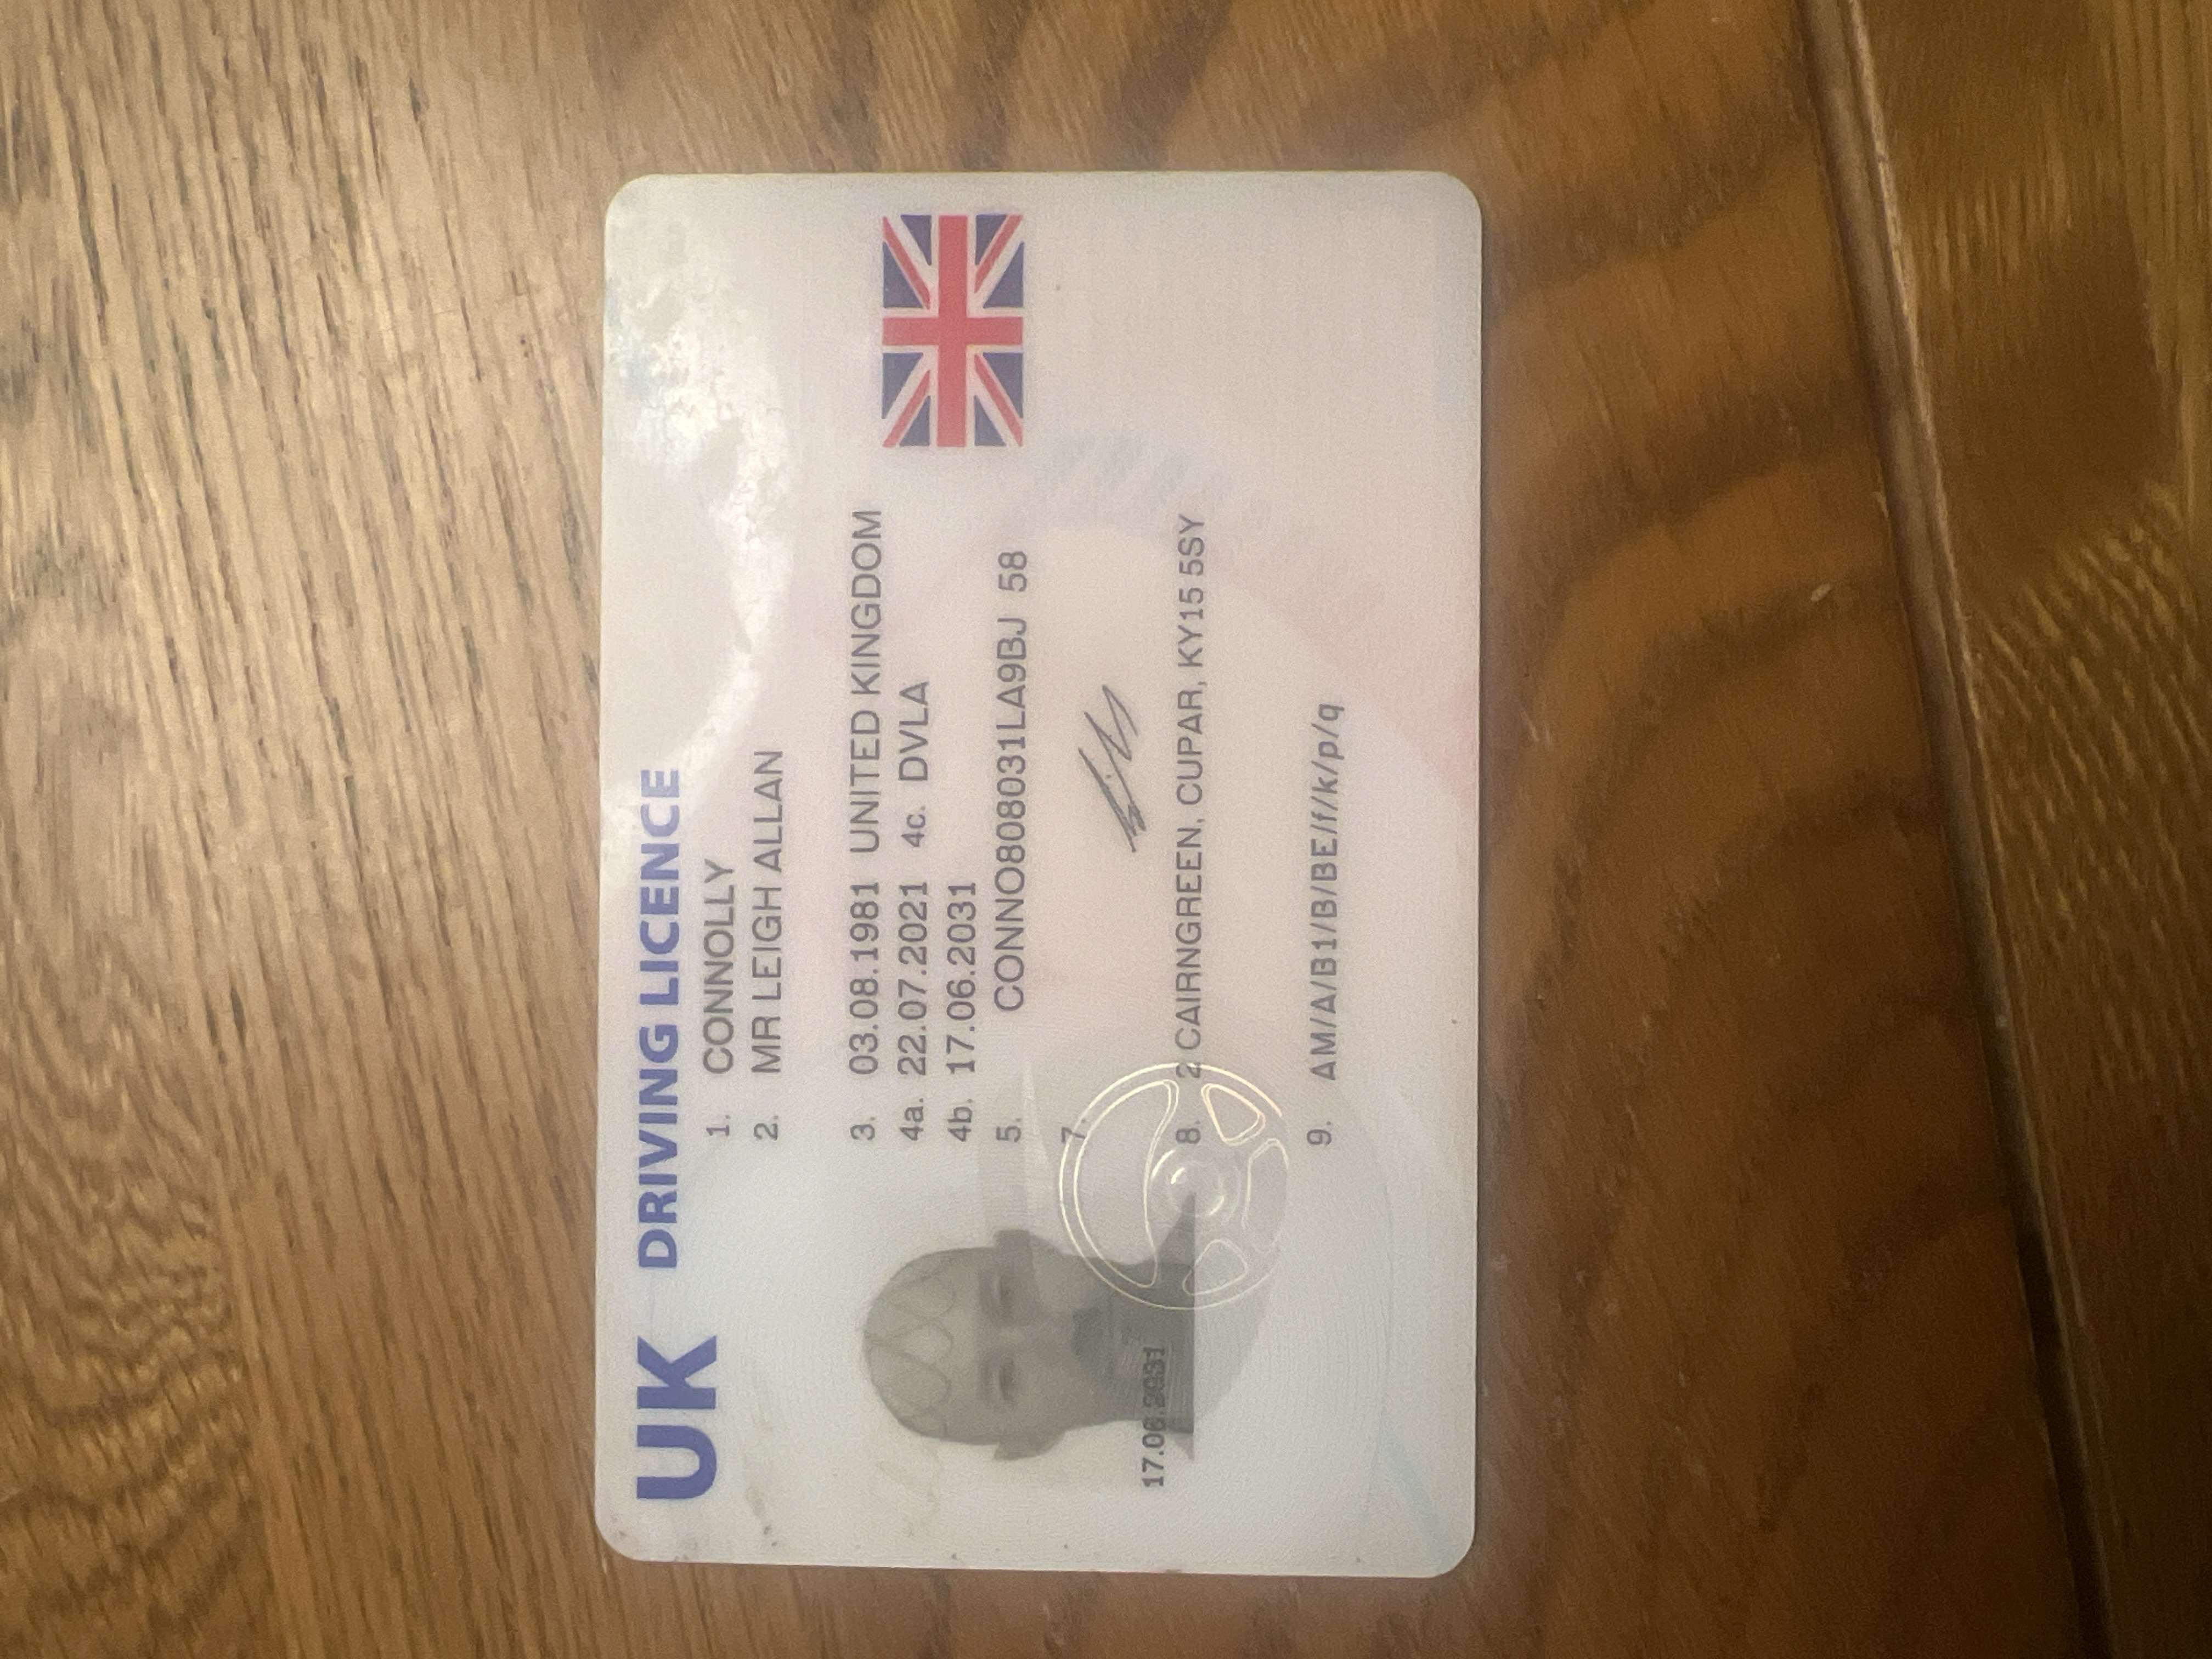 UK DRIVING LICENCE
1. CONNOLLY
2. MR LEIGH ALLAN
3. 03.08.1981 UNITED KINGDOM
4a. 22.07.2021 4c. DVLA
4b. 17.06.2031
5. CONNO808031LA9BJ 58
7.
17.06.2031
8. 2 CAIRNGREEN, CUPAR, KY15 5SY
9. AM/A/B1/B/BE/f/k/p/q